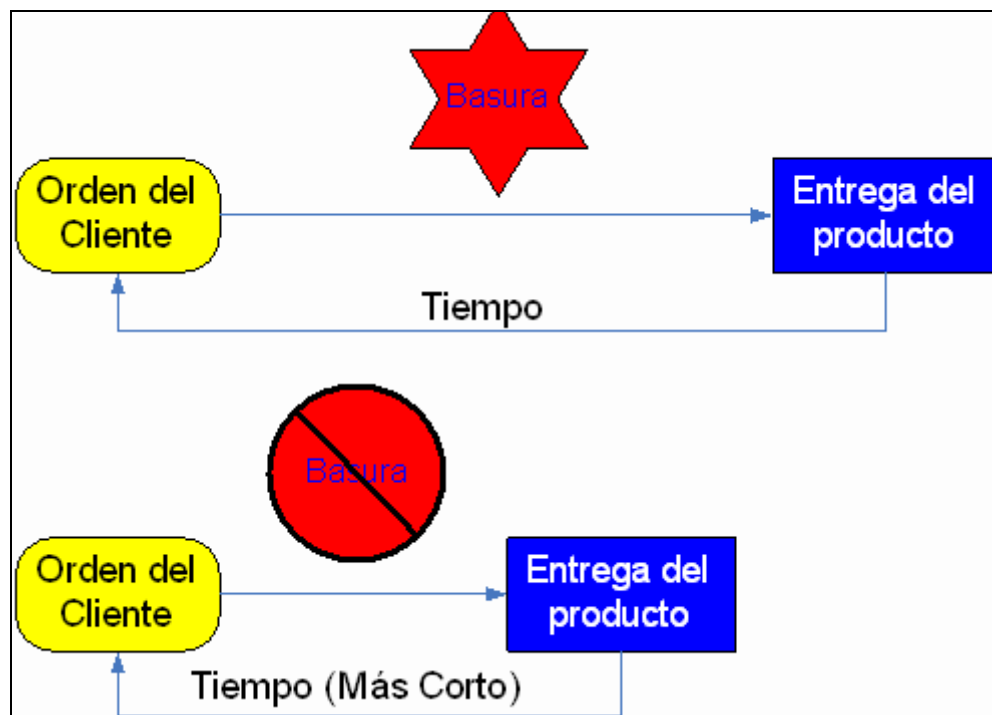 Basura
Orden del
Cliente
Entrega del
producto
Tiempo
Basura
Orden del
Cliente
Entrega del
producto
Tiempo (Más Corto)